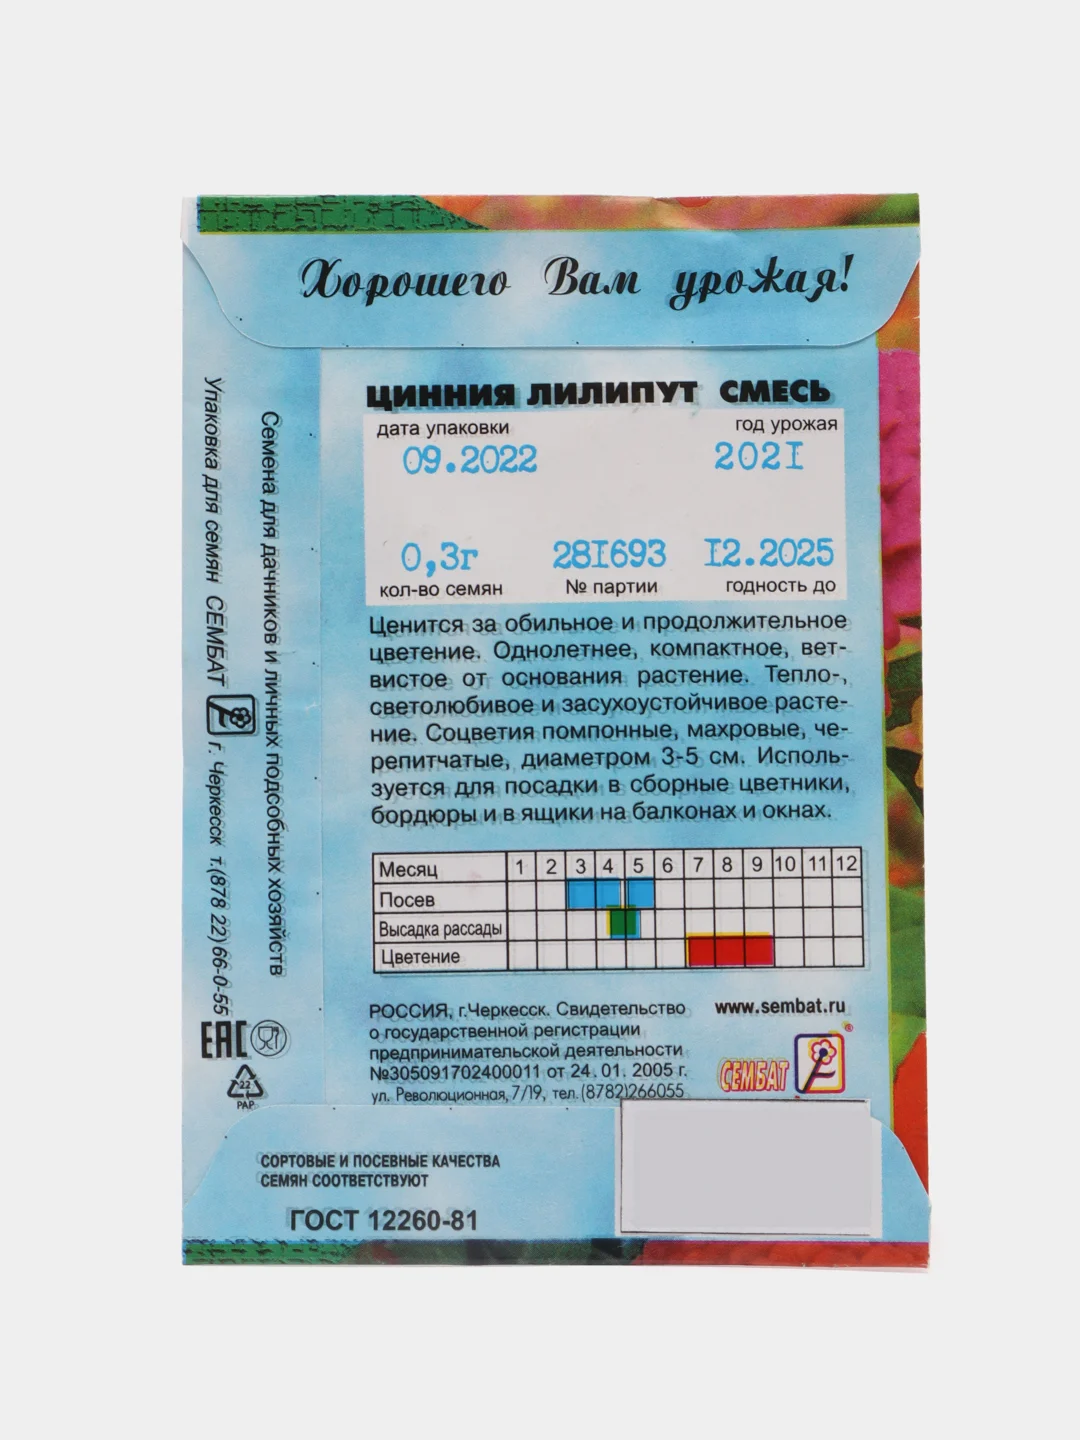 Хорошего Вам урожая!
ЦИННИЯ ЛИЛИПУТ СМЕСЬ
дата упаковки год урожая
09.2022 2021
0,3г 281693 12.2025
кол-во семян № партии годность до
Ценится за обильное и продолжительное
цветение. Однолетнее, компактное, вет-
вистое от основания растение. Тепло-,
светолюбивое и засухоустойчивое расте-
ние. Соцветия помпонные, махровые, че-
репитчатые, диаметром 3-5 см. Исполь-
зуется для посадки в сборные цветники,
бордюры и в ящики на балконах и окнах.
Месяц 1 2 3 4 5 6 7 8 9 10 11 12
Посев
Высадка рассады
Цветение
РОССИЯ, г.Черкесск. Свидетельство
о государственной регистрации
предпринимательской деятельности
№305091702400011 от 24.01.2005 г.
ул. Революционная, 7/19, тел.(8782)266055
www.sembat.ru
СЕМБАТ
®
Семена для дачников и личных подсобных хозяйств
Упаковка для семян СЕМБАТ г. Черкесск т.(878 22) 66-0-55
EAC
22
PAP
СОРТОВЫЕ И ПОСЕВНЫЕ КАЧЕСТВА
СЕМЯН СООТВЕТСТВУЮТ
ГОСТ 12260-81